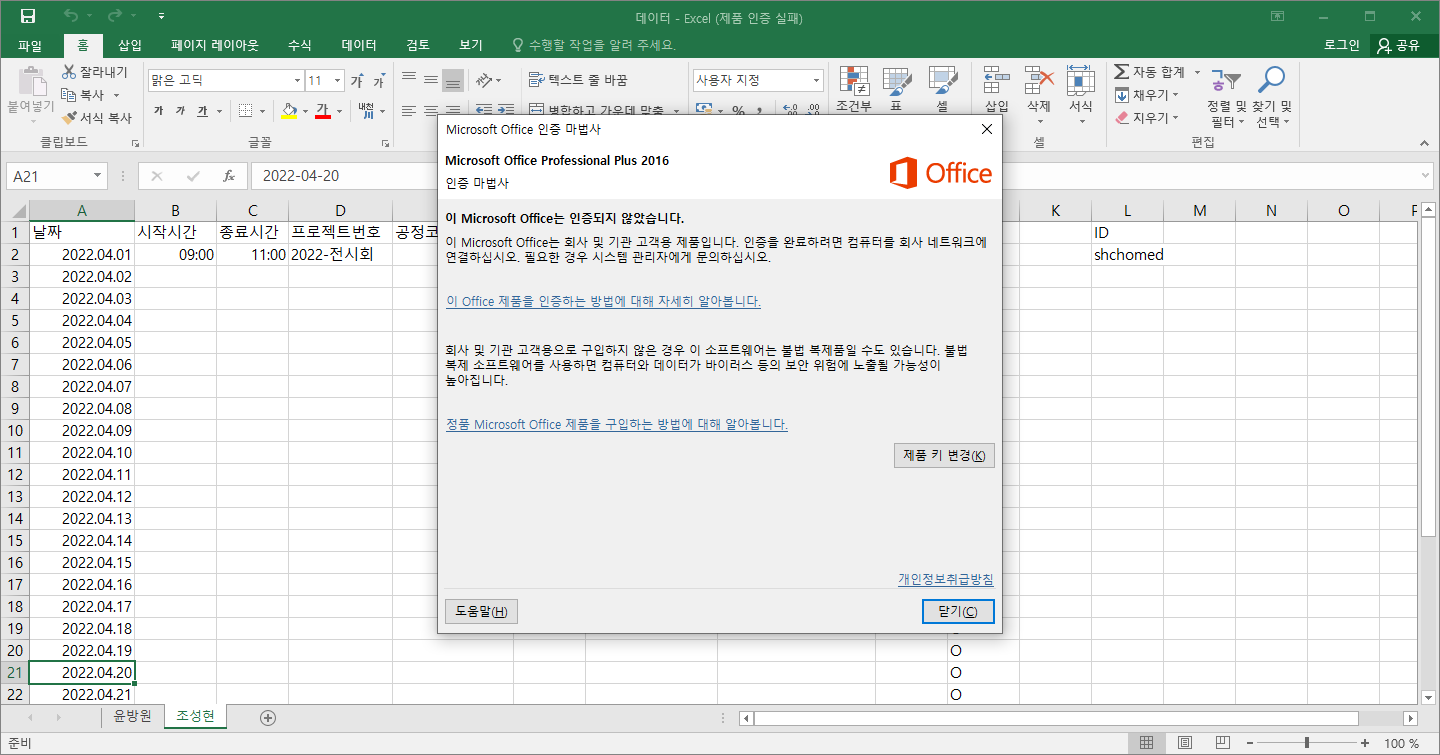 데이터 - Excel (제품 인증 실패)
파일 홈 삽입 페이지 레이아웃 수식 데이터 검토 보기 수행할 작업을 알려 주세요. 로그인 공유
붙여넣기
잘라내기
복사
서식 복사
클립보드
맑은 고딕 11
가 가
가 가 가 가 내천
글꼴
텍스트 줄 바꿈
병합하고 가운데 맞춤
사용자 지정
% ,
조건부 표 셀
삽입 삭제 서식
셀
자동 합계
채우기
지우기
정렬 및 필터
찾기 및 선택
편집
A21 fx 2022-04-20
A B C D K L M N O P
1 날짜 시작시간 종료시간 프로젝트번호 공정코 ID
2 2022.04.01 09:00 11:00 2022-전시회 shchomed
3 2022.04.02
4 2022.04.03
5 2022.04.04
6 2022.04.05
7 2022.04.06
8 2022.04.07
9 2022.04.08
10 2022.04.09
11 2022.04.10
12 2022.04.11
13 2022.04.12
14 2022.04.13
15 2022.04.14
16 2022.04.15
17 2022.04.16
18 2022.04.17
19 2022.04.18
20 2022.04.19 O
21 2022.04.20 O
22 2022.04.21 O
Microsoft Office 인증 마법사
Microsoft Office Professional Plus 2016
인증 마법사
Office
이 Microsoft Office는 인증되지 않았습니다.
이 Microsoft Office는 회사 및 기관 고객용 제품입니다. 인증을 완료하려면 컴퓨터를 회사 네트워크에
연결하십시오. 필요한 경우 시스템 관리자에게 문의하십시오.
이 Office 제품을 인증하는 방법에 대해 자세히 알아봅니다.
회사 및 기관 고객용으로 구입하지 않은 경우 이 소프트웨어는 불법 복제품일 수도 있습니다. 불법
복제 소프트웨어를 사용하면 컴퓨터와 데이터가 바이러스 등의 보안 위험에 노출될 가능성이
높아집니다.
정품 Microsoft Office 제품을 구입하는 방법에 대해 알아봅니다.
제품 키 변경(K)
개인정보취급방침
도움말(H) 닫기(C)
윤방원 조성현
준비 100 %